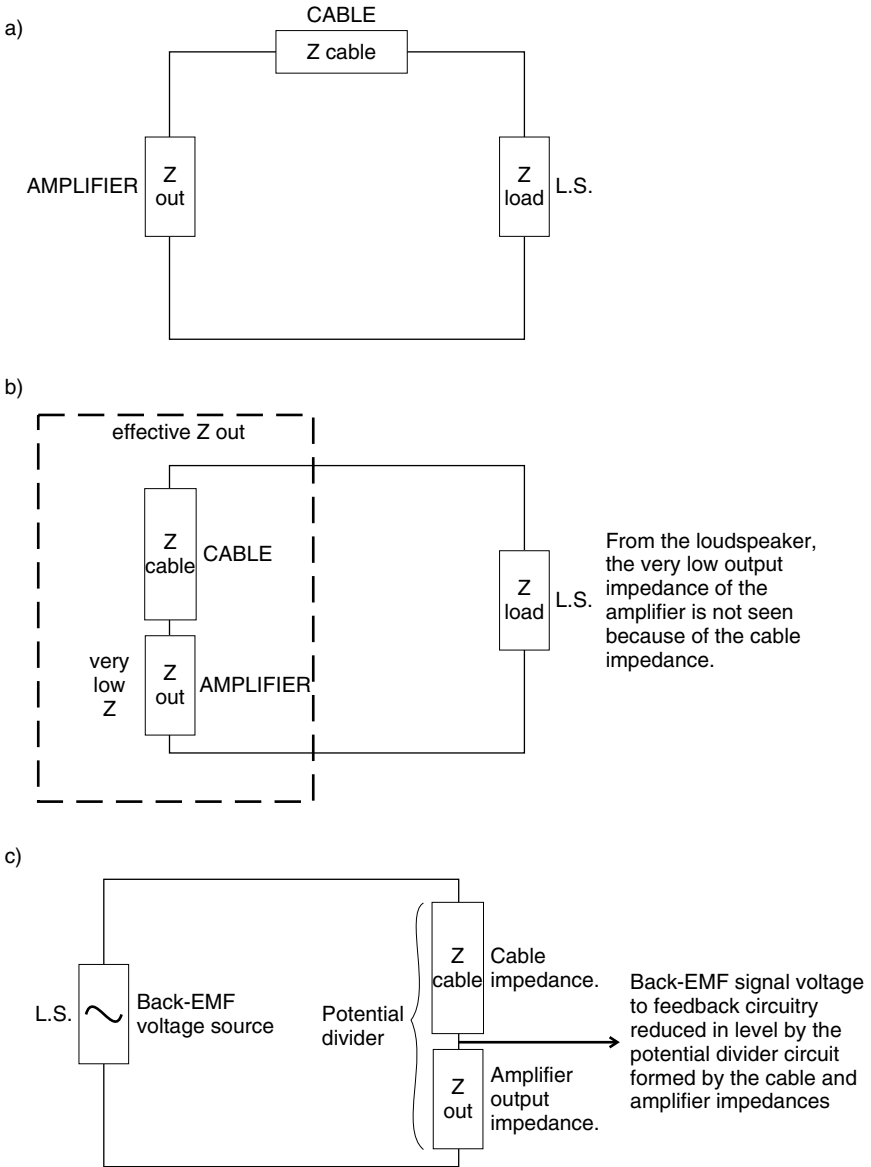 a)
CABLE
Z cable
AMPLIFIER
Z
out
Z
load
L.S.
b)
effective Z out
Z
cable
CABLE
very
low
Z
Z
out
AMPLIFIER
Z
load
L.S.
From the loudspeaker,
the very low output
impedance of the
amplifier is not seen
because of the cable
impedance.
c)
L.S.
Back-EMF
voltage source
Potential
divider
Z
cable
Cable
impedance.
Z
out
Amplifier
output
impedance.
Back-EMF signal voltage
to feedback circuitry
reduced in level by the
potential divider circuit
formed by the cable and
amplifier impedances